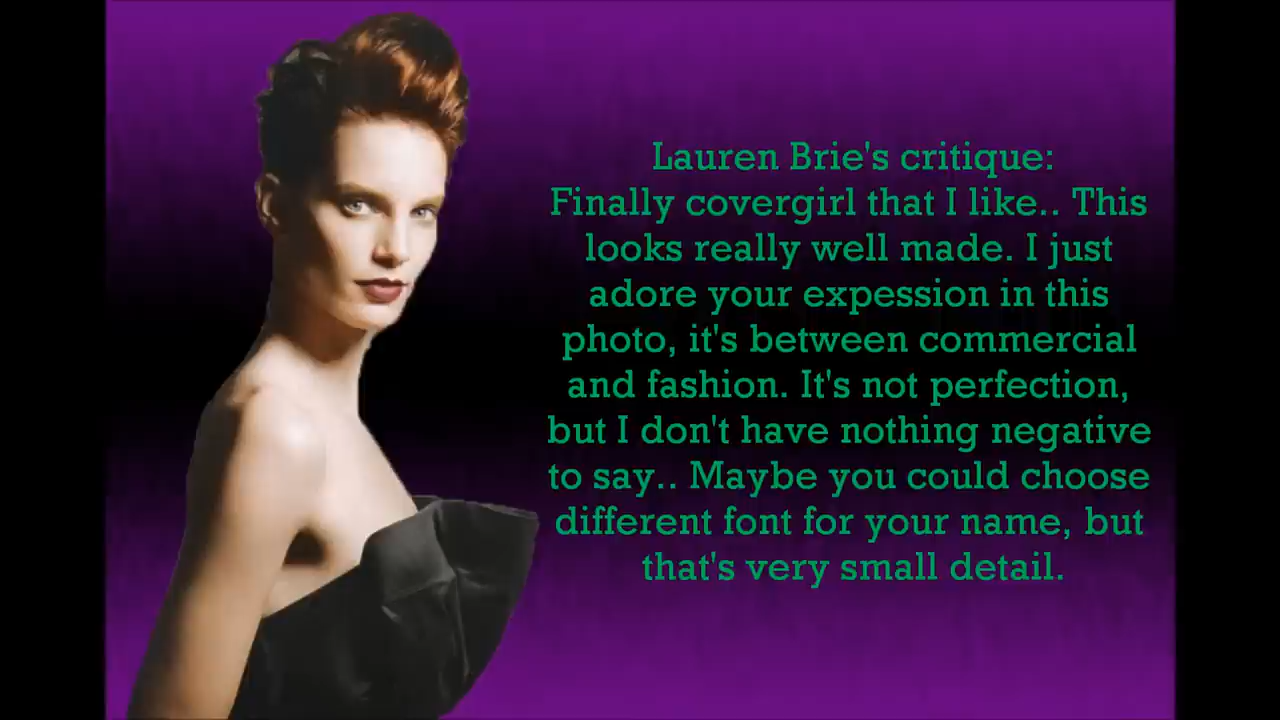 Lauren Brie's critique:
Finally covergirl that I like.. This
looks really well made. I just
adore your expession in this
photo, it's between commercial
and fashion. It's not perfection,
but I don't have nothing negative
to say.. Maybe you could choose
different font for your name, but
that's very small detail.